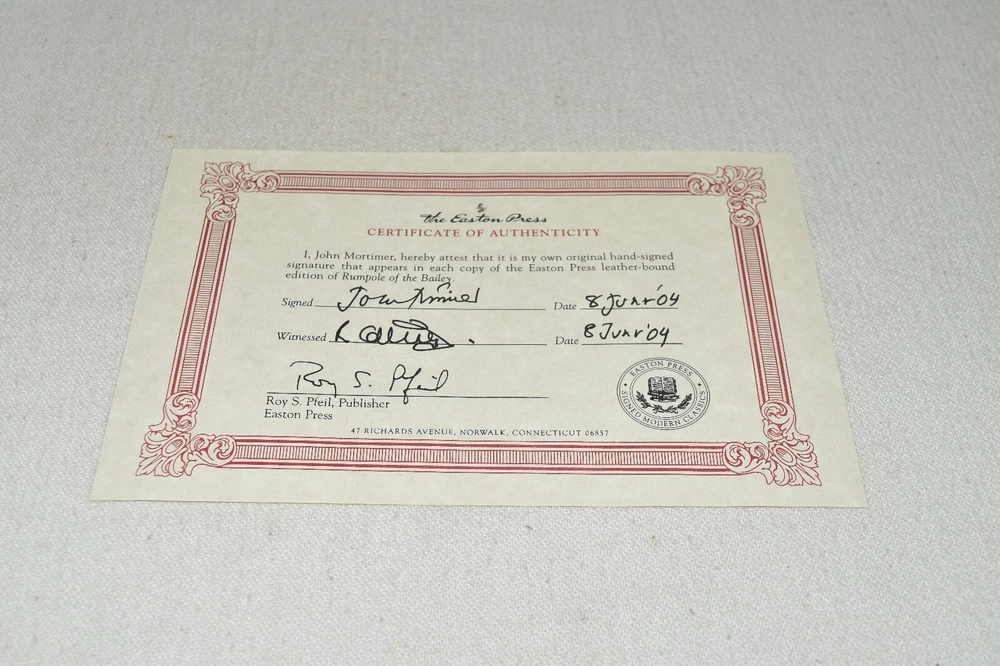 The Easton Press
CERTIFICATE OF AUTHENTICITY
I, John Mortimer, hereby attest that it is my own original hand-signed
signature that appears in each copy of the Easton Press leather-bound
edition of Rumpole of the Bailey.
Signed Date 8 June '04
Witnessed Date 8 June '04
Roy S. Pfeil
Roy S. Pfeil, Publisher
Easton Press
EASTON PRESS
SIGNED MODERN CLASSICS
47 RICHARDS AVENUE, NORWALK, CONNECTICUT 06857